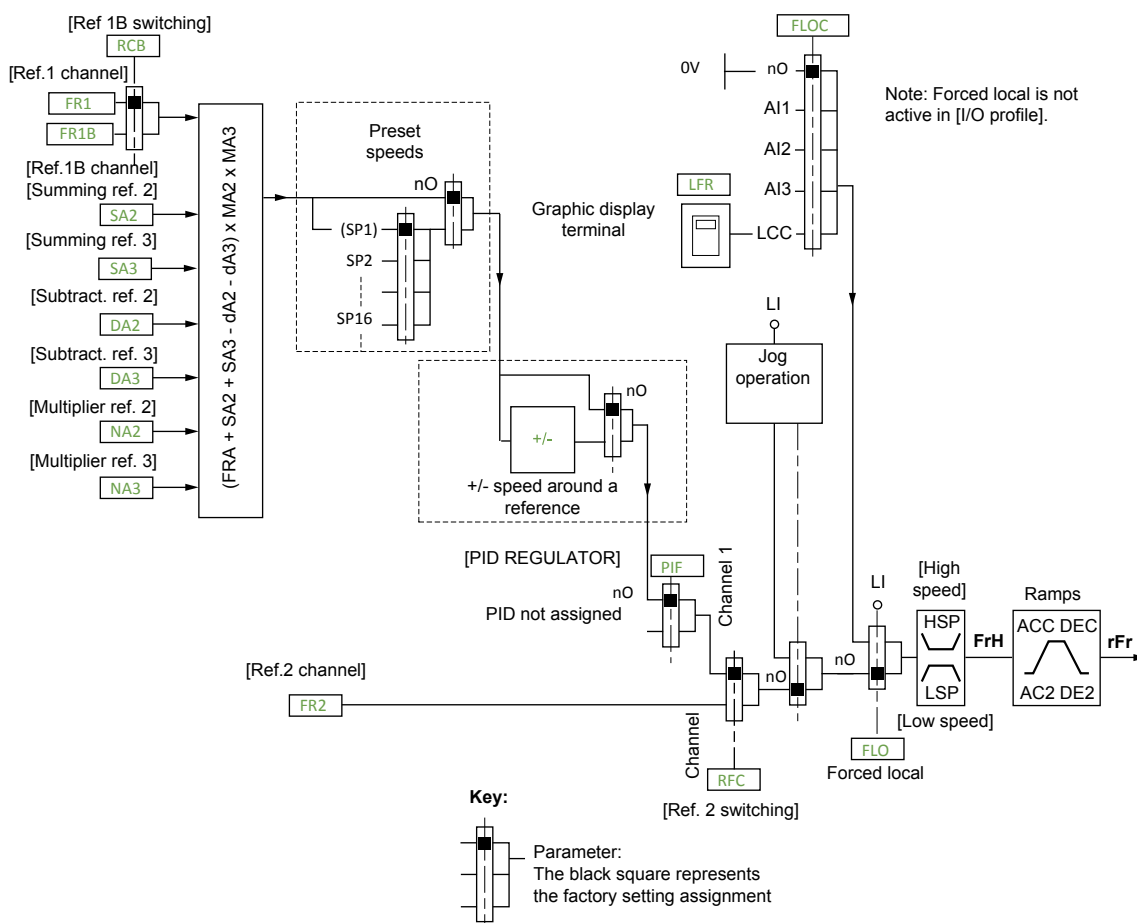 [Ref 1B switching]
RCB
[Ref.1 channel]
FR1
FR1B
[Ref.1B channel]
[Summing ref. 2]
SA2
[Summing ref. 3]
SA3
[Subtract. ref. 2]
DA2
[Subtract. ref. 3]
DA3
[Multiplier ref. 2]
NA2
[Multiplier ref. 3]
NA3
(FRA + SA2 + SA3 - dA2 - dA3) x MA2 x MA3
Preset
speeds
nO
(SP1)
SP2
SP16
nO
+/-
+/- speed around a
reference
[PID REGULATOR]
PIF
nO
PID not assigned
Channel 1
[Ref.2 channel]
FR2
Channel
RFC
[Ref. 2 switching]
FLOC
0V
nO
AI1
AI2
AI3
LCC
LFR
Graphic display
terminal
Note: Forced local is not
active in [I/O profile].
LI
Jog
operation
nO
LI
nO
FLO
Forced local
[High
speed]
HSP
LSP
[Low speed]
FrH
Ramps
ACC DEC
AC2 DE2
rFr
Key:
Parameter:
The black square represents
the factory setting assignment